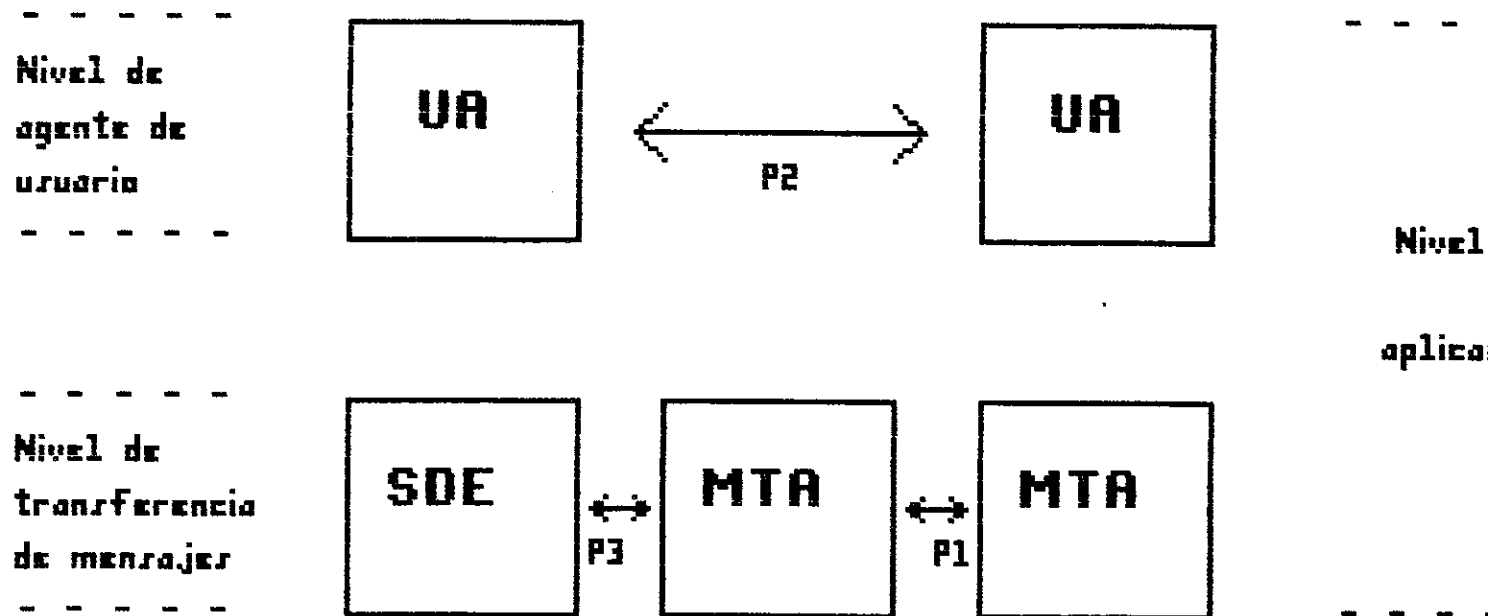 Nivel de
agente de
usuario
UA
UA
P2
Nivel
Nivel de
transferencia
de mensajes
SDE
MTA
MTA
P3
P1